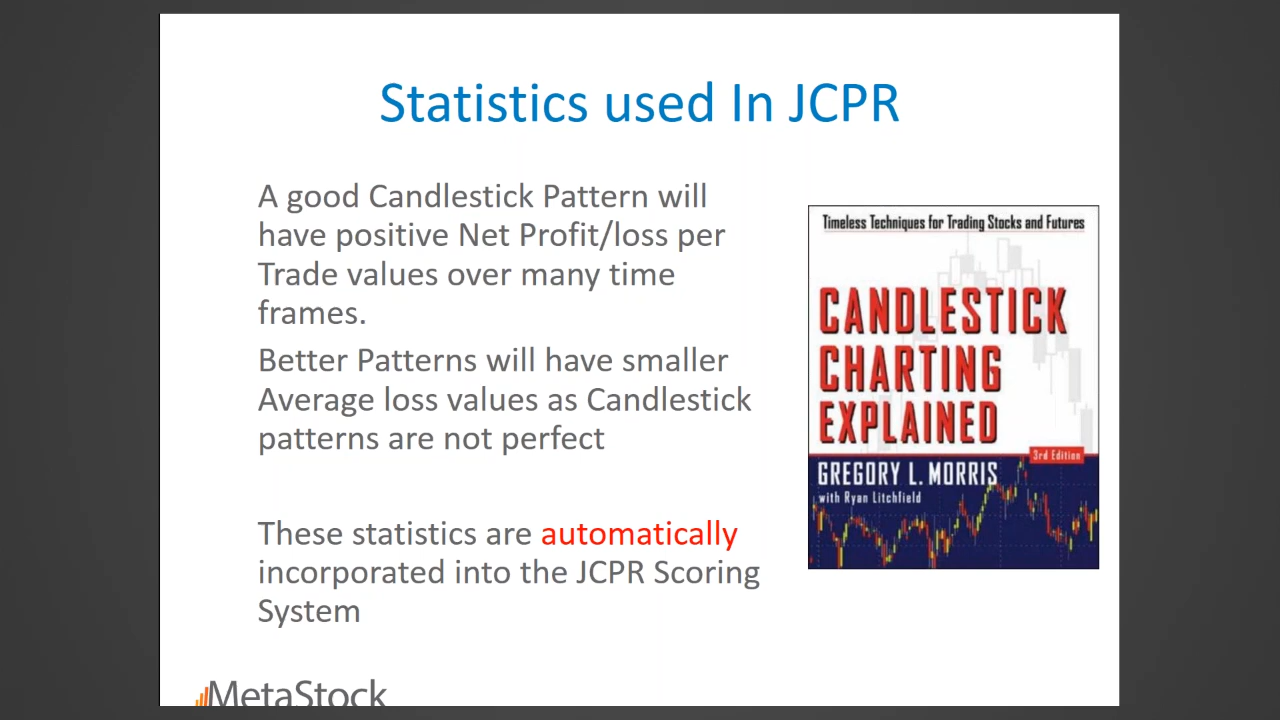 Statistics used In JCPR
A good Candlestick Pattern will
have positive Net Profit/loss per
Trade values over many time
frames.
Better Patterns will have smaller
Average loss values as Candlestick
patterns are not perfect
These statistics are automatically
incorporated into the JCPR Scoring
System
Timeless Techniques for Trading Stocks and Futures
CANDLESTICK
CHARTING
EXPLAINED
3rd Edition
GREGORY L. MORRIS
with Ryan Litchfield
MetaStock